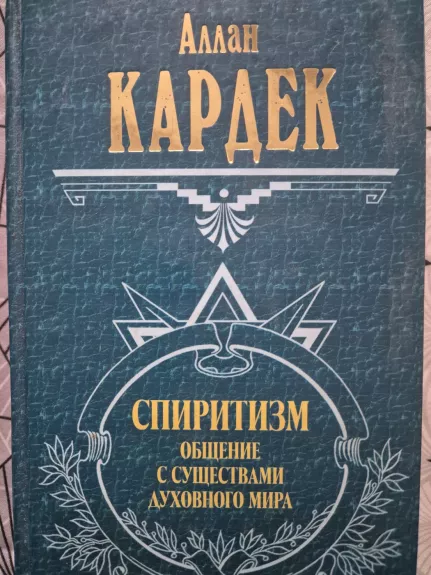 Аллан
КАРДЕК
СПИРИТИЗМ
ОБЩЕНИЕ
С СУЩЕСТВАМИ
ДУХОВНОГО МИРА